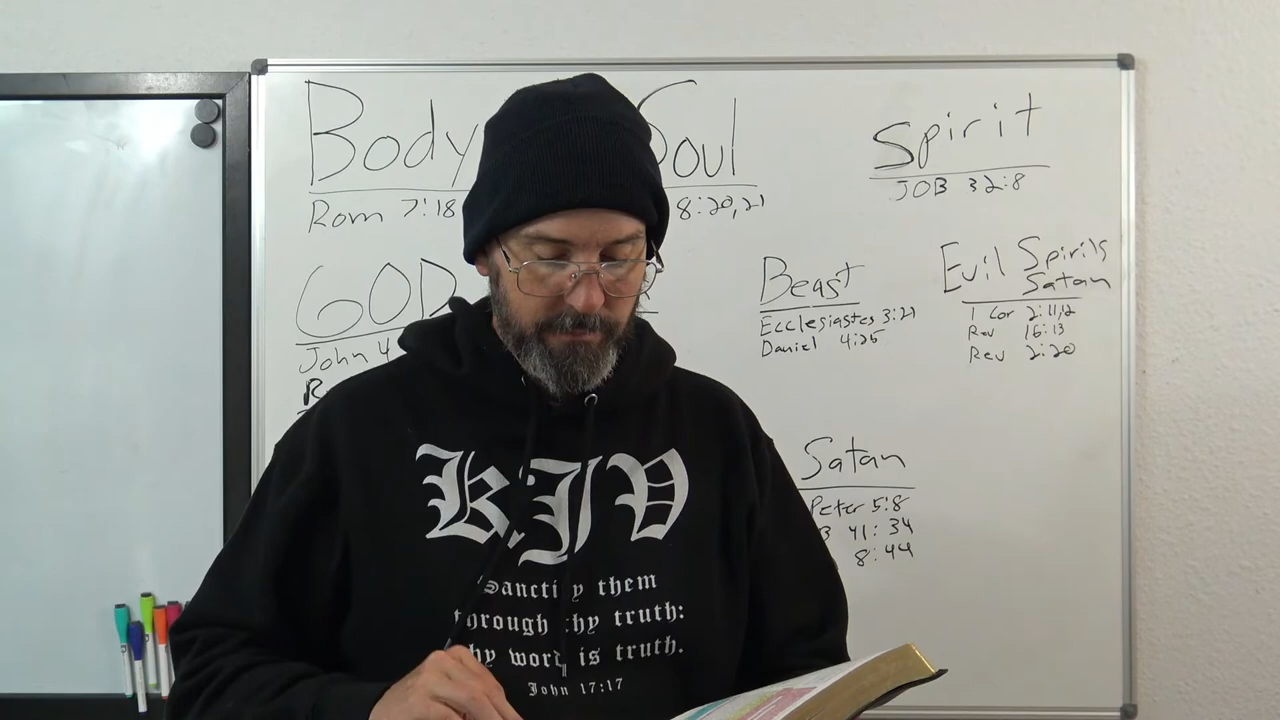 Body Soul Spirit
Rom 7:18 8:20,21 JOB 32:8
GOD
John 4
R
Beast
Ecclesiastes 3:21
Daniel 4:25
Evil Spirits
Satan
1 Cor 2:11,12
Rev 16:13
Rev 2:20
Satan
Peter 5:8
B 41:34
8:44
KJV
Sanctify them
through thy truth:
thy word is truth.
John 17:17